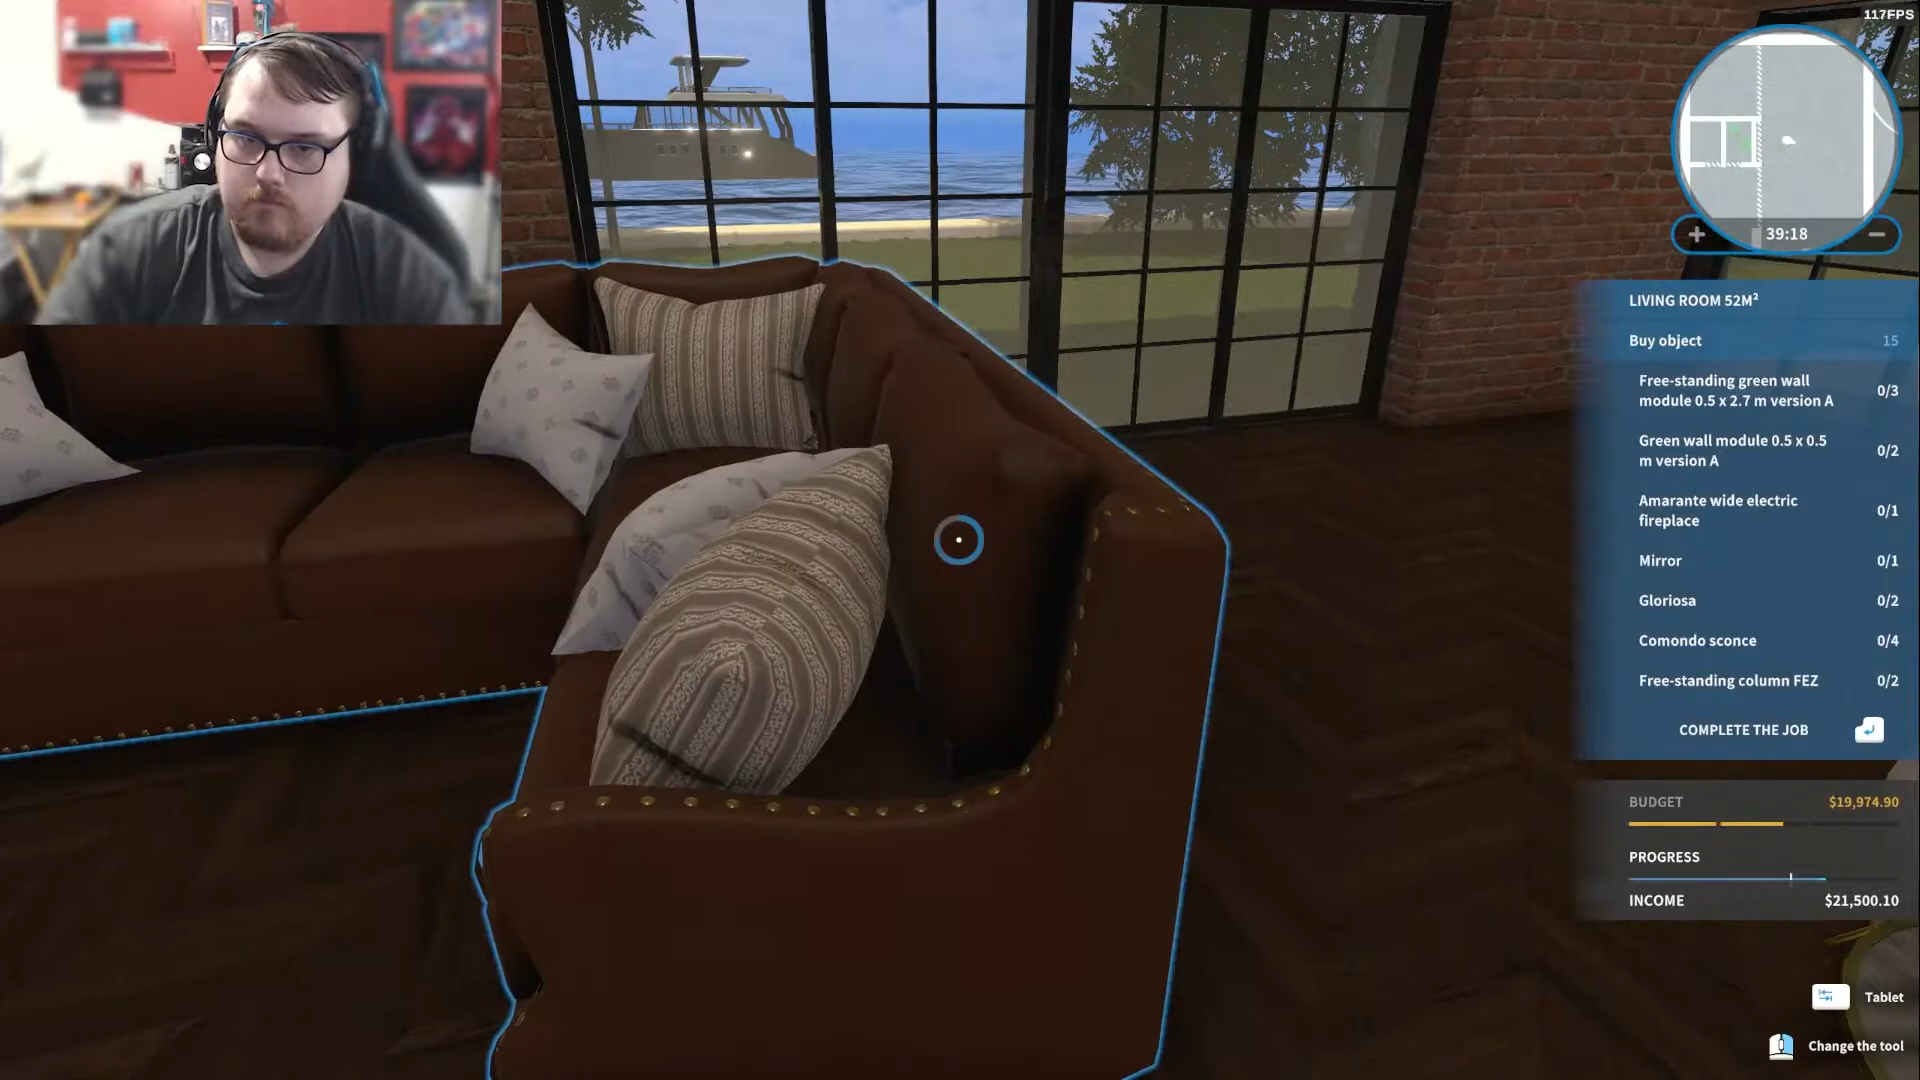 117FPS
39:18
LIVING ROOM 52M²
Buy object 15
Free-standing green wall
module 0.5 x 2.7 m version A 0/3
Green wall module 0.5 x 0.5
m version A 0/2
Amarante wide electric
fireplace 0/1
Mirror 0/1
Gloriosa 0/2
Comondo sconce 0/4
Free-standing column FEZ 0/2
COMPLETE THE JOB
BUDGET $19,974.90
PROGRESS
INCOME $21,500.10
Tablet
Change the tool